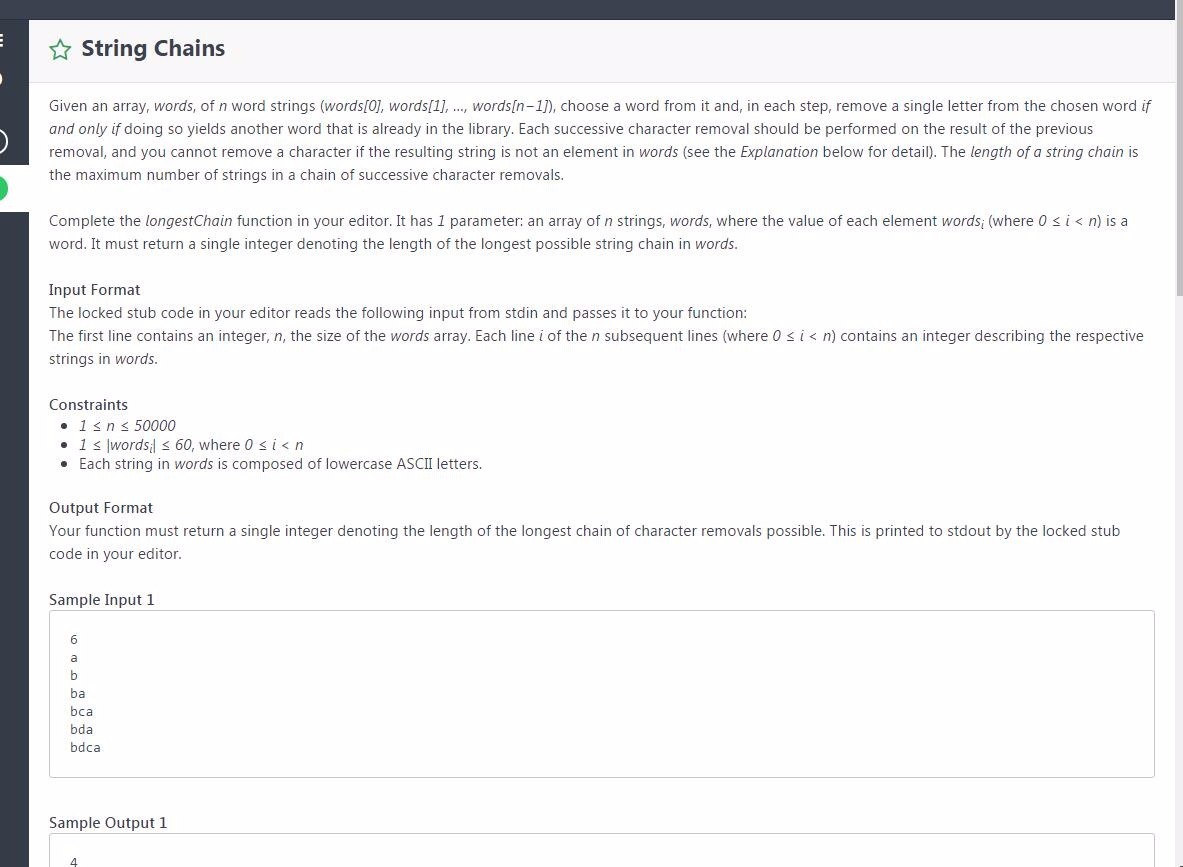 String Chains
Given an array, words, of n word strings (words[0], words[1], ..., words[n−1]), choose a word from it and, in each step, remove a single letter from the chosen word if
and only if doing so yields another word that is already in the library. Each successive character removal should be performed on the result of the previous
removal, and you cannot remove a character if the resulting string is not an element in words (see the Explanation below for detail). The length of a string chain is
the maximum number of strings in a chain of successive character removals.
Complete the longestChain function in your editor. It has 1 parameter: an array of n strings, words, where the value of each element wordsᵢ (where 0 ≤ i < n) is a
word. It must return a single integer denoting the length of the longest possible string chain in words.
Input Format
The locked stub code in your editor reads the following input from stdin and passes it to your function:
The first line contains an integer, n, the size of the words array. Each line i of the n subsequent lines (where 0 ≤ i < n) contains an integer describing the respective
strings in words.
Constraints
• 1 ≤ n ≤ 50000
• 1 ≤ |wordsᵢ| ≤ 60, where 0 ≤ i < n
• Each string in words is composed of lowercase ASCII letters.
Output Format
Your function must return a single integer denoting the length of the longest chain of character removals possible. This is printed to stdout by the locked stub
code in your editor.
Sample Input 1
6
a
b
ba
bca
bda
bdca
Sample Output 1
4